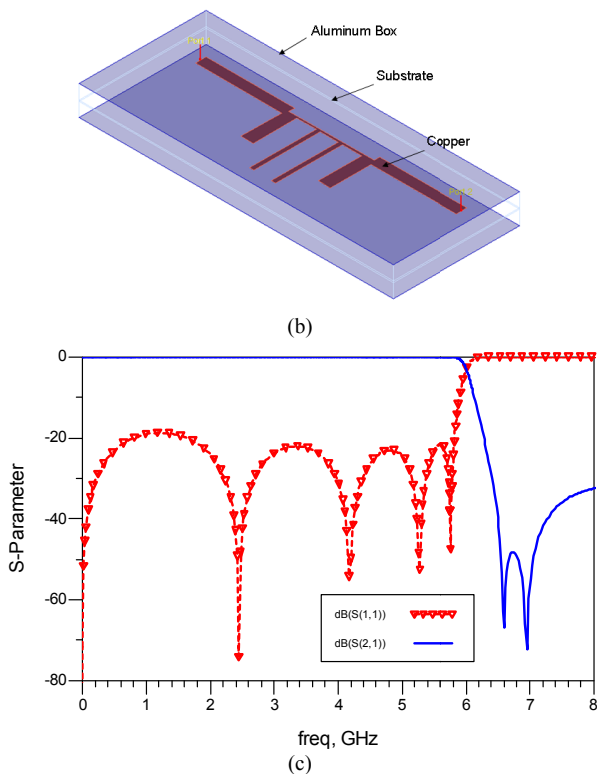 Aluminum Box
Substrate
Copper
(b)
0
-20
-40
-60
-80
S-Parameter
dB(S(1,1))
dB(S(2,1))
0 1 2 3 4 5 6 7 8
freq, GHz
(c)